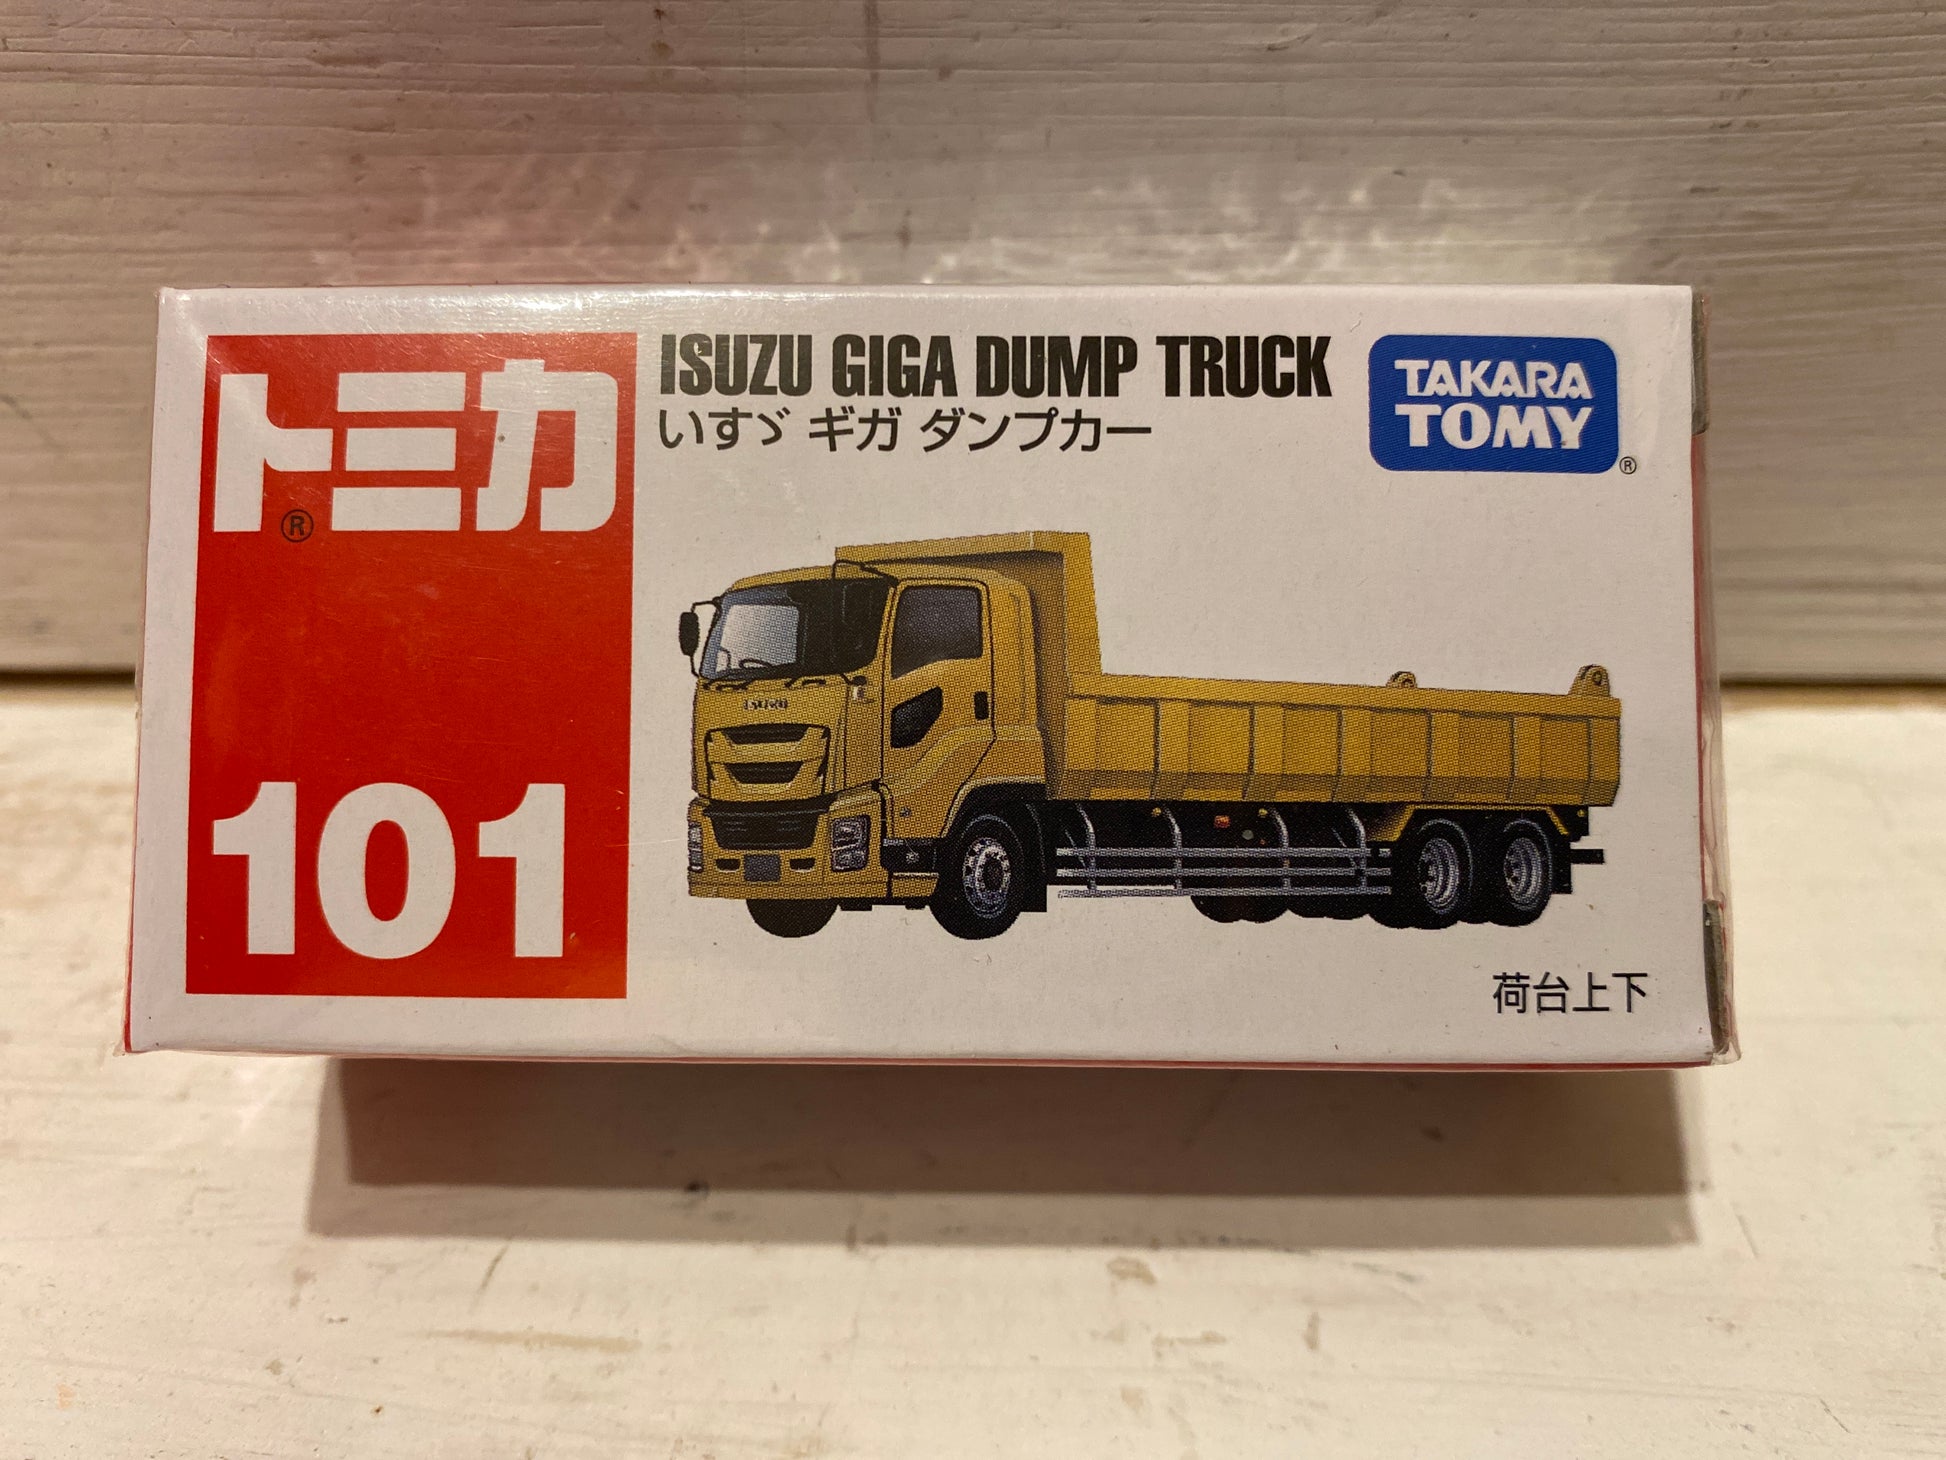 トミカ
®
101
ISUZU GIGA DUMP TRUCK
いすゞ ギガ ダンプカー
TAKARA
TOMY
®
ISUZU
荷台上下